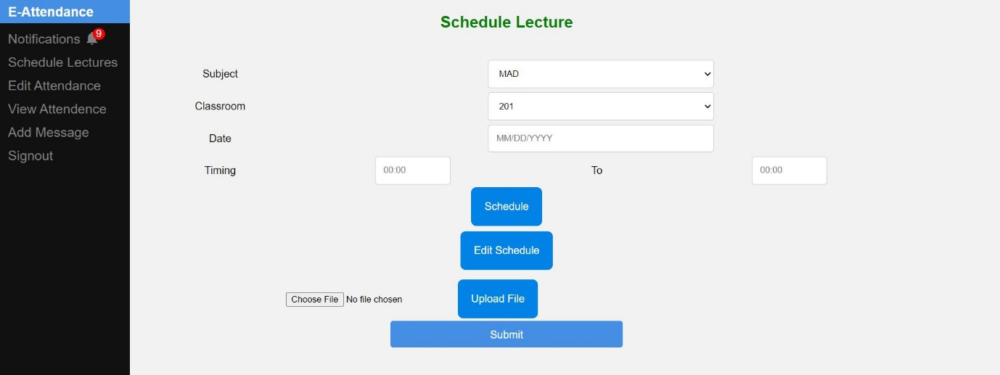 E-Attendance
Notifications 9
Schedule Lectures
Edit Attendance
View Attendence
Add Message
Signout
Schedule Lecture
Subject MAD
Classroom 201
Date MM/DD/YYYY
Timing 00:00 To 00:00
Schedule
Edit Schedule
Choose File No file chosen Upload File
Submit